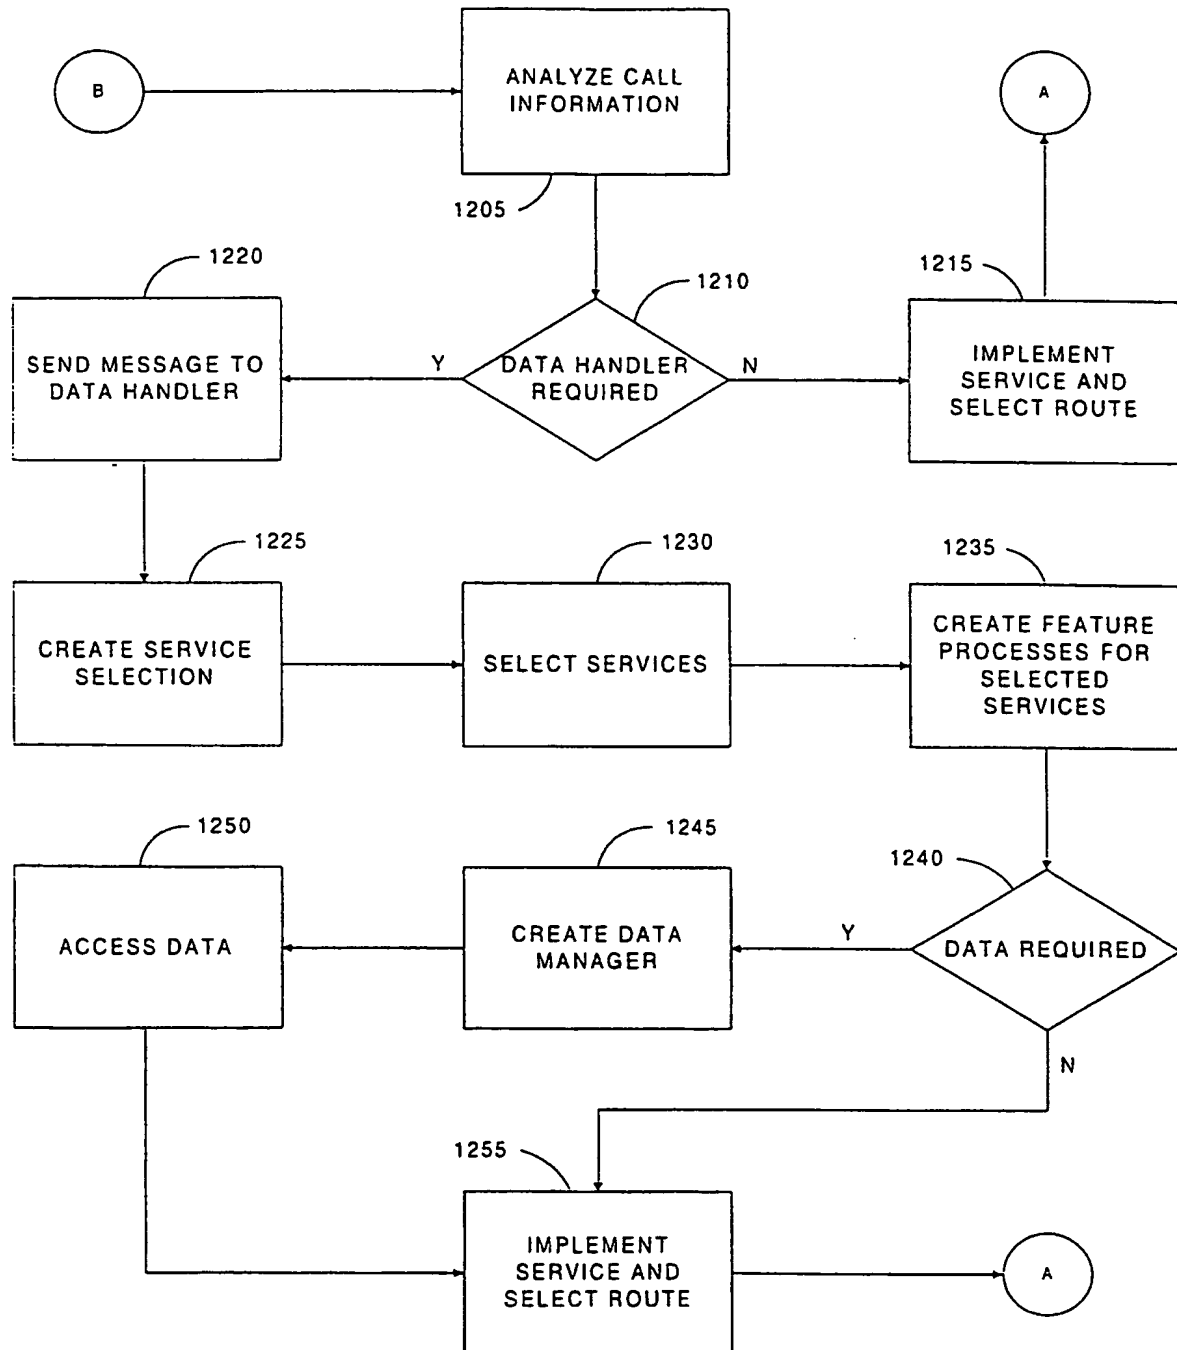 B
ANALYZE CALL
INFORMATION
A
1205
1220
1210
1215
SEND MESSAGE TO
DATA HANDLER
Y
DATA HANDLER
REQUIRED
N
IMPLEMENT
SERVICE AND
SELECT ROUTE
1225
1230
1235
CREATE SERVICE
SELECTION
SELECT SERVICES
CREATE FEATURE
PROCESSES FOR
SELECTED
SERVICES
1250
1245
1240
ACCESS DATA
CREATE DATA
MANAGER
Y
DATA REQUIRED
N
1255
IMPLEMENT
SERVICE AND
SELECT ROUTE
A